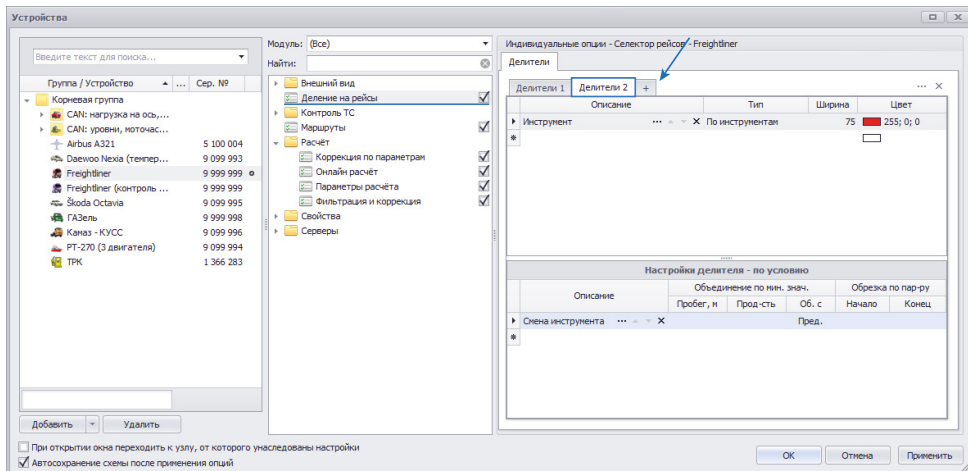 Устройства
Введите текст для поиска...
Группа / Устройство ... Сер. №
Корневая группа
CAN: нагрузка на ось,...
CAN: уровни, моточас...
Airbus A321 5 100 004
Daewoo Nexia (темпер... 9 099 993
Freightliner 9 999 999
Freightliner (контроль ... 9 999 999
Škoda Octavia 9 099 995
ГАЗель 9 999 998
Камаз - КУСС 9 099 996
РТ-270 (3 двигателя) 9 099 994
ТРК 1 366 283
Добавить Удалить
Модуль: (Все)
Найти:
Внешний вид
Деление на рейсы
Контроль ТС
Маршруты
Расчёт
Коррекция по параметрам
Онлайн расчёт
Параметры расчёта
Фильтрация и коррекция
Свойства
Серверы
Индивидуальные опции - Селектор рейсов - Freightliner
Делители
Делители 1 Делители 2 + ...
Описание Тип Ширина Цвет
Инструмент ... По инструментам 75 255; 0; 0
Настройки делителя - по условию
Описание Объединение по мин. знач. Обрезка по пар-ру
Пробег, м Прод-сть Об. с Начало Конец
Смена инструмента ... Пред.
При открытии окна переходить к узлу, от которого унаследованы настройки
Автосохранение схемы после применения опций
ОК Отмена Применить